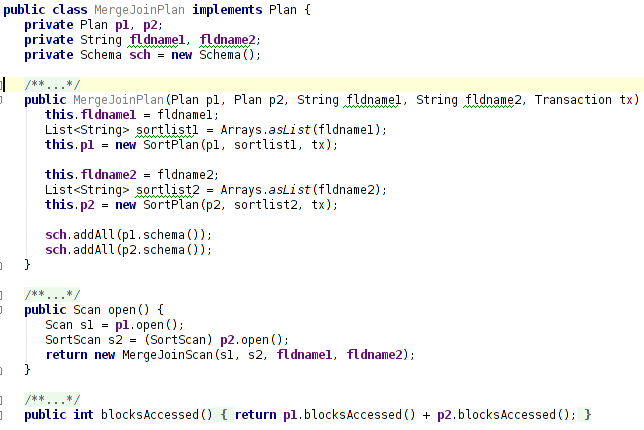 public class MergeJoinPlan implements Plan {
private Plan p1, p2;
private String fldname1, fldname2;
private Schema sch = new Schema();
/**...*/
public MergeJoinPlan(Plan p1, Plan p2, String fldname1, String fldname2, Transaction tx)
this.fldname1 = fldname1;
List<String> sortlist1 = Arrays.asList(fldname1);
this.p1 = new SortPlan(p1, sortlist1, tx);
this.fldname2 = fldname2;
List<String> sortlist2 = Arrays.asList(fldname2);
this.p2 = new SortPlan(p2, sortlist2, tx);
sch.addAll(p1.schema());
sch.addAll(p2.schema());
}
/**...*/
public Scan open() {
Scan s1 = p1.open();
SortScan s2 = (SortScan) p2.open();
return new MergeJoinScan(s1, s2, fldname1, fldname2);
}
/**...*/
public int blocksAccessed() { return p1.blocksAccessed() + p2.blocksAccessed(); }